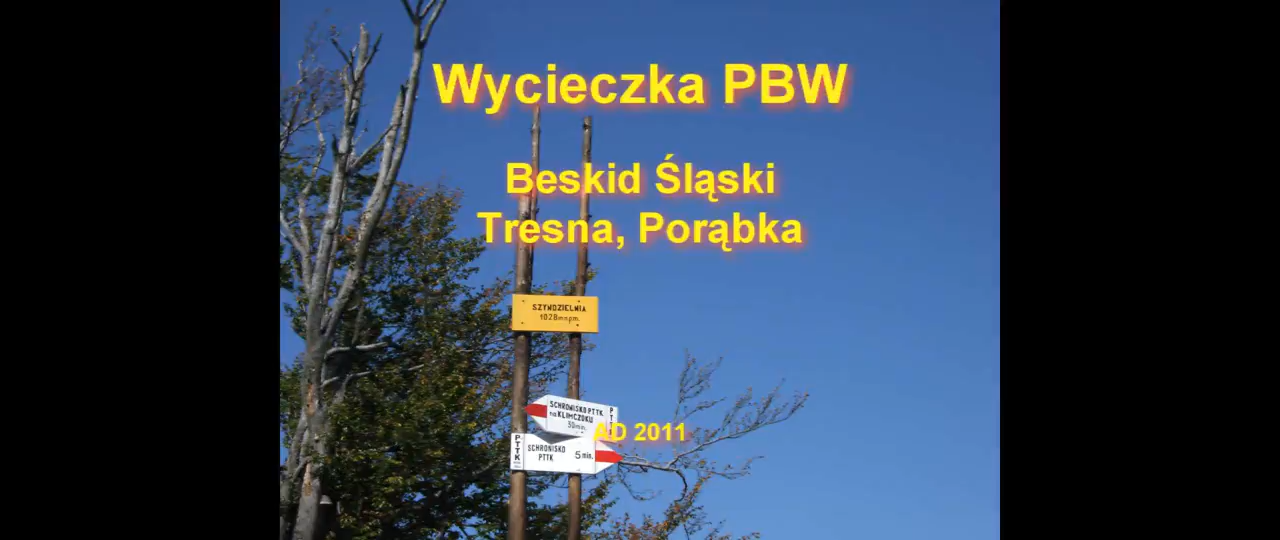 Wycieczka PBW
Beskid Śląski
Tresna, Porąbka
SZYNDZIELNIA
1028 m n.p.m.
SCHRONISKO PTTK
na KLIMCZOKU
30 min.
AD 2011
PTTK
SCHRONISKO
PTTK
5 min.